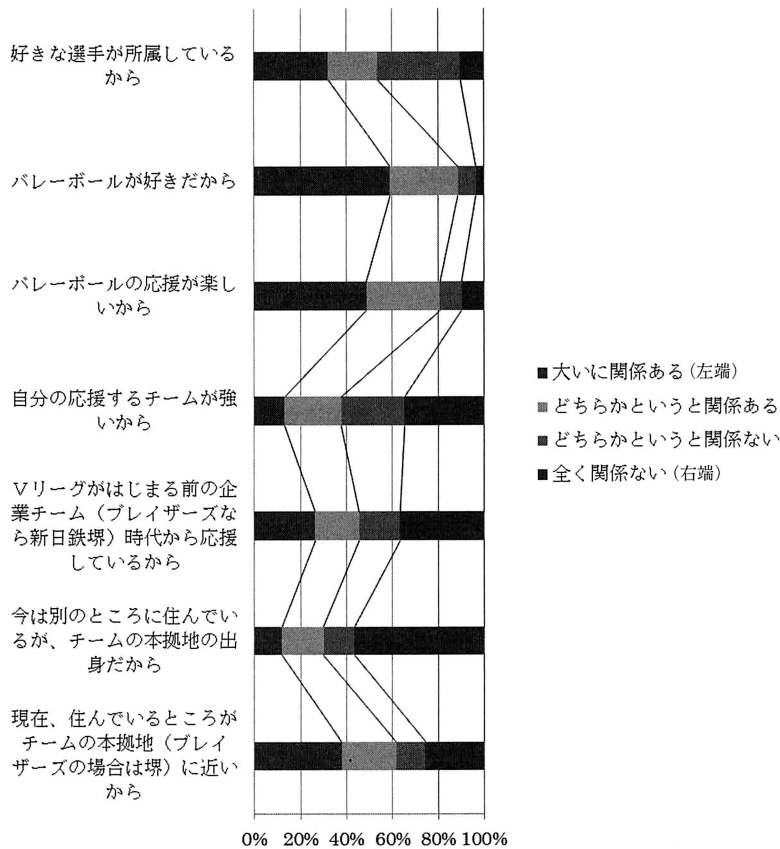 好きな選手が所属している
から
バレーボールが好きだから
バレーボールの応援が楽し
いから
自分の応援するチームが強
いから
Vリーグがはじまる前の企
業チーム（ブレイザーズな
ら新日鉄堺）時代から応援
しているから
今は別のところに住んでい
るが、チームの本拠地の出
身だから
現在、住んでいるところが
チームの本拠地（ブレイ
ザーズの場合は堺）に近い
から
0% 20% 40% 60% 80% 100%
大いに関係ある（左端）
どちらかというと関係ある
どちらかというと関係ない
全く関係ない（右端）